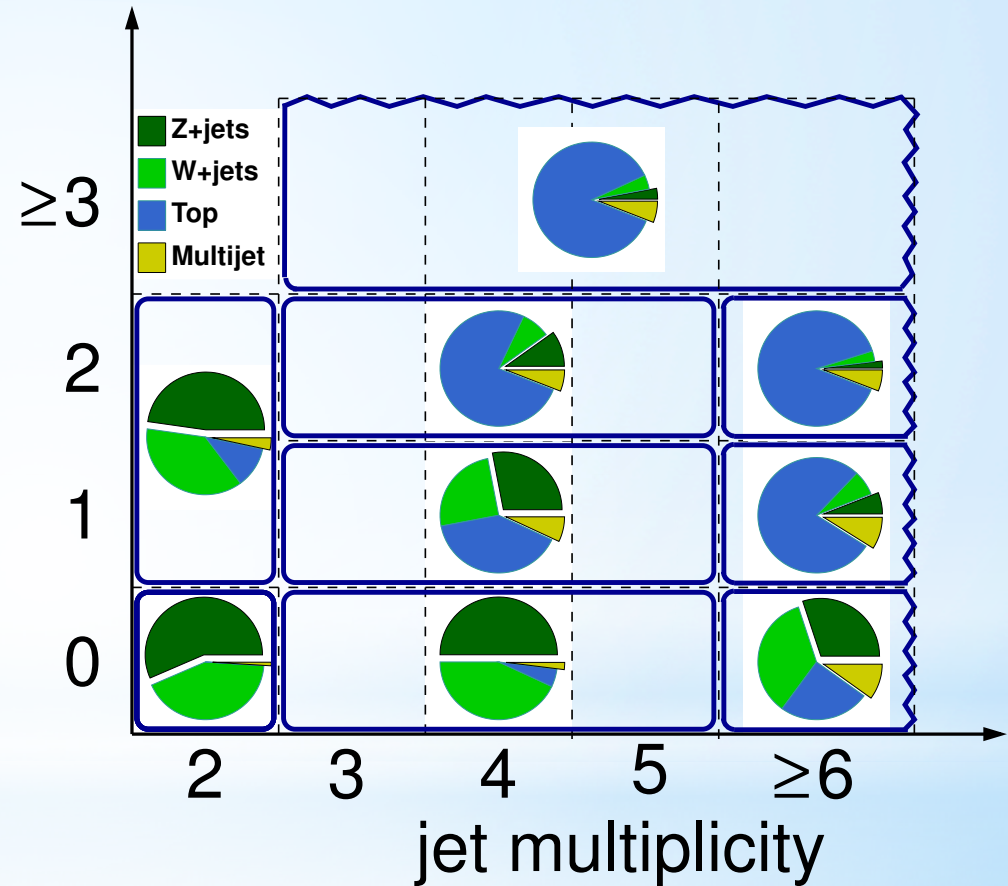 Z+jets
W+jets
Top
Multijet
≥3
2
1
0
2 3 4 5 ≥6
jet multiplicity